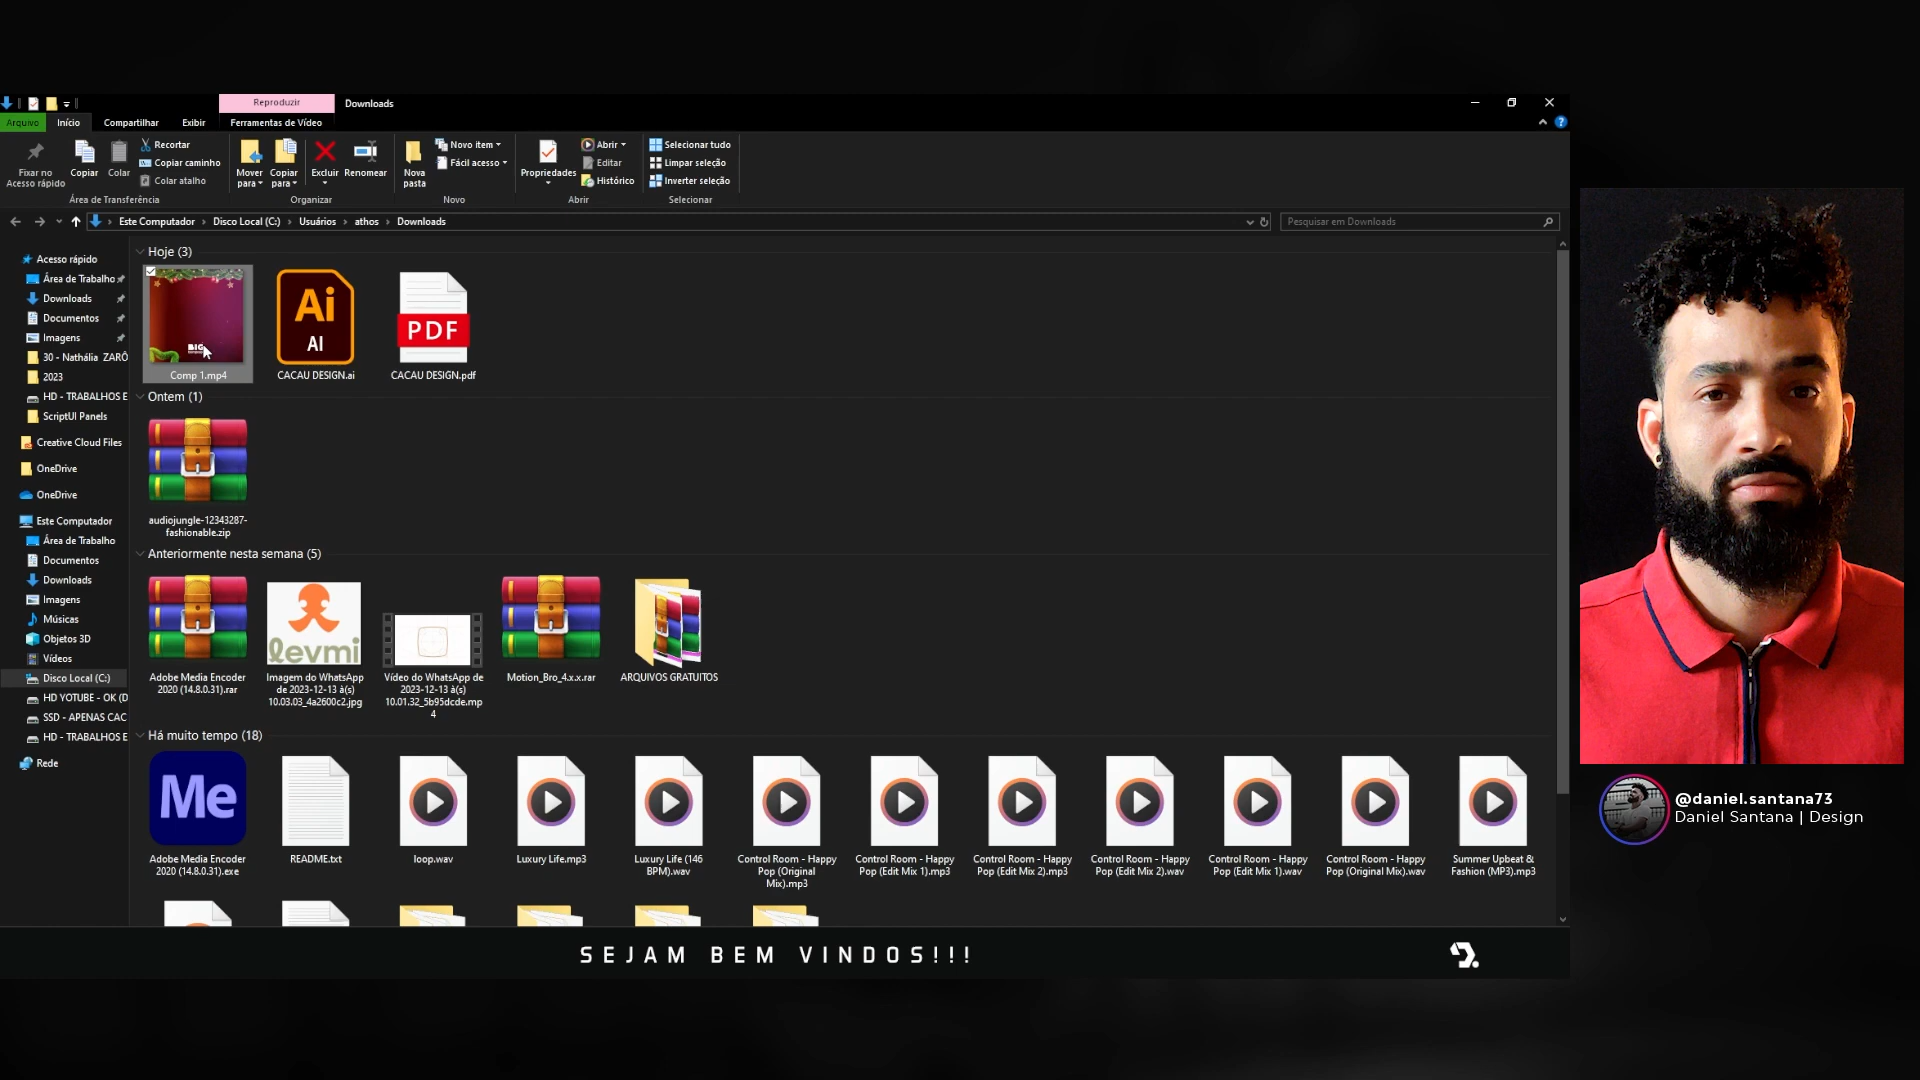 Reproduzir
Downloads
Arquivo
Início
Compartilhar
Exibir
Ferramentas de Vídeo
Fixar no
Acesso rápido
Copiar
Colar
Recortar
Copiar caminho
Colar atalho
Mover
para
Copiar
para
Excluir
Renomear
Nova
pasta
Novo item
Fácil acesso
Propriedades
Abrir
Editar
Histórico
Selecionar tudo
Limpar seleção
Inverter seleção
Área de Transferência
Organizar
Novo
Abrir
Selecionar
Este Computador
Disco Local (C:)
Usuários
athos
Downloads
Pesquisar em Downloads
Acesso rápido
Área de Trabalho
Downloads
Documentos
Imagens
30 - Nathália ZARÔ
2023
HD - TRABALHOS E
ScriptUI Panels
Creative Cloud Files
OneDrive
OneDrive
Este Computador
Área de Trabalho
Documentos
Downloads
Imagens
Músicas
Objetos 3D
Vídeos
Disco Local (C:)
HD YOTUBE - OK (D
SSD - APENAS CAC
HD - TRABALHOS E
Rede
Hoje (3)
BIG
Comp 1.mp4
Ai
AI
CACAU DESIGN.ai
PDF
CACAU DESIGN.pdf
Ontem (1)
audiojungle-12343287-
fashionable.zip
Anteriormente nesta semana (5)
Adobe Media Encoder
2020 (14.8.0.31).rar
levmi
Imagem do WhatsApp
de 2023-12-13 à(s)
10.03.03_4a2600c2.jpg
Vídeo do WhatsApp de
2023-12-13 à(s)
10.01.32_5b95dcde.mp
4
Motion_Bro_4.x.x.rar
ARQUIVOS GRATUITOS
Há muito tempo (18)
Me
Adobe Media Encoder
2020 (14.8.0.31).exe
README.txt
loop.wav
Luxury Life.mp3
Luxury Life (146
BPM).wav
Control Room - Happy
Pop (Original
Mix).mp3
Control Room - Happy
Pop (Edit Mix 1).mp3
Control Room - Happy
Pop (Edit Mix 2).mp3
Control Room - Happy
Pop (Edit Mix 2).wav
Control Room - Happy
Pop (Edit Mix 1).wav
Control Room - Happy
Pop (Original Mix).wav
Summer Upbeat &
Fashion (MP3).mp3
@daniel.santana73
Daniel Santana | Design
SEJAM BEM VINDOS!!!